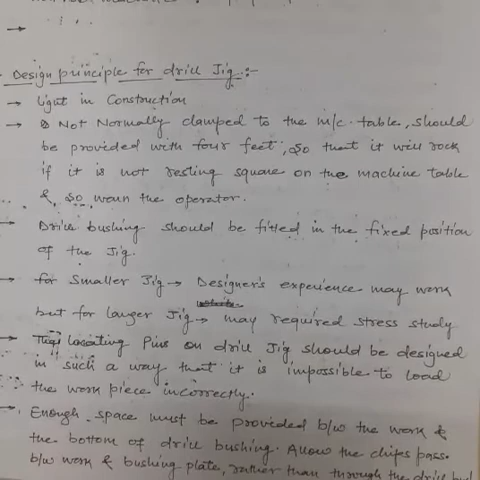 →
Design principle for drill Jig :-
→ Light in Construction
→ Not Normally clamped to the m/c table, should
be provided with four feet, so that it will rock
if it is not resting square on the machine table
& so warn the operator.
→ Drill bushing should be fitted in the fixed position
of the Jig.
→ for Smaller Jig → Designer's experience may work
but for larger Jig → may required stress study
→ The locating Pins on drill Jig should be designed
in such a way that it is impossible to load
the work piece incorrectly.
→ Enough space must be provided b/w the work &
the bottom of drill bushing. Allow the chips pass.
b/w work & bushing plate, rather than through the drill